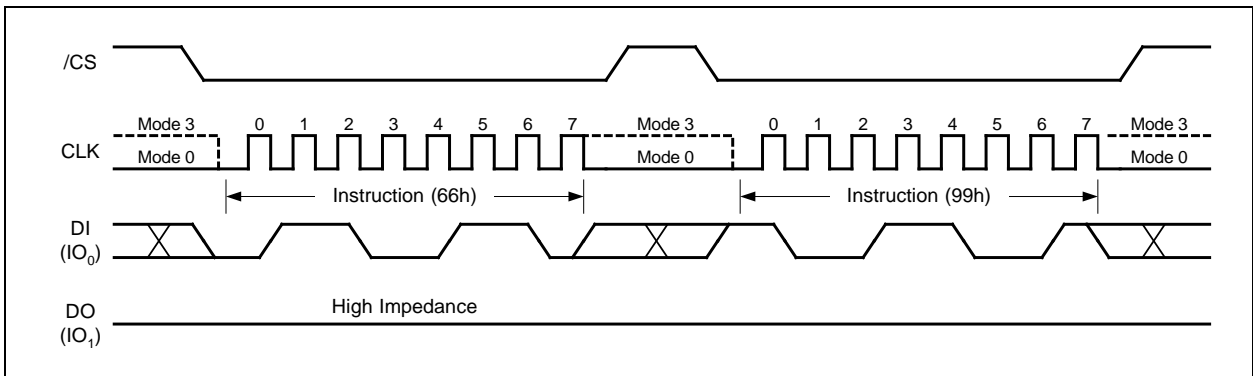 /CS
Mode 3 0 1 2 3 4 5 6 7 Mode 3 0 1 2 3 4 5 6 7 Mode 3
CLK
Mode 0 Mode 0 Mode 0
Instruction (66h) Instruction (99h)
DI
(IO0)
High Impedance
DO
(IO1)